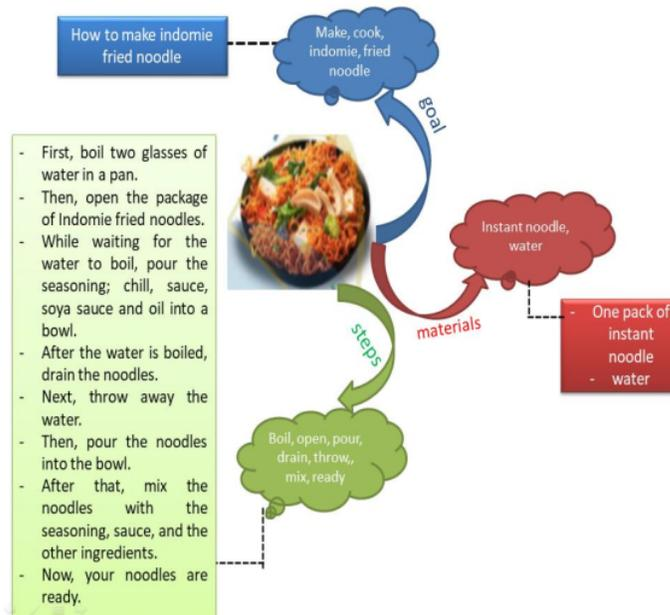 How to make indomie
fried noodle
Make, cook,
indomie, fried
noodle
goal
- First, boil two glasses of
water in a pan.
- Then, open the package
of Indomie fried noodles.
- While waiting for the
water to boil, pour the
seasoning; chill, sauce,
soya sauce and oil into a
bowl.
- After the water is boiled,
drain the noodles.
- Next, throw away the
water.
- Then, pour the noodles
into the bowl.
- After that, mix the
noodles with the
seasoning, sauce, and the
other ingredients.
- Now, your noodles are
ready.
Instant noodle,
water
materials
- One pack of
instant
noodle
- water
steps
Boil, open, pour,
drain, throw,,
mix, ready